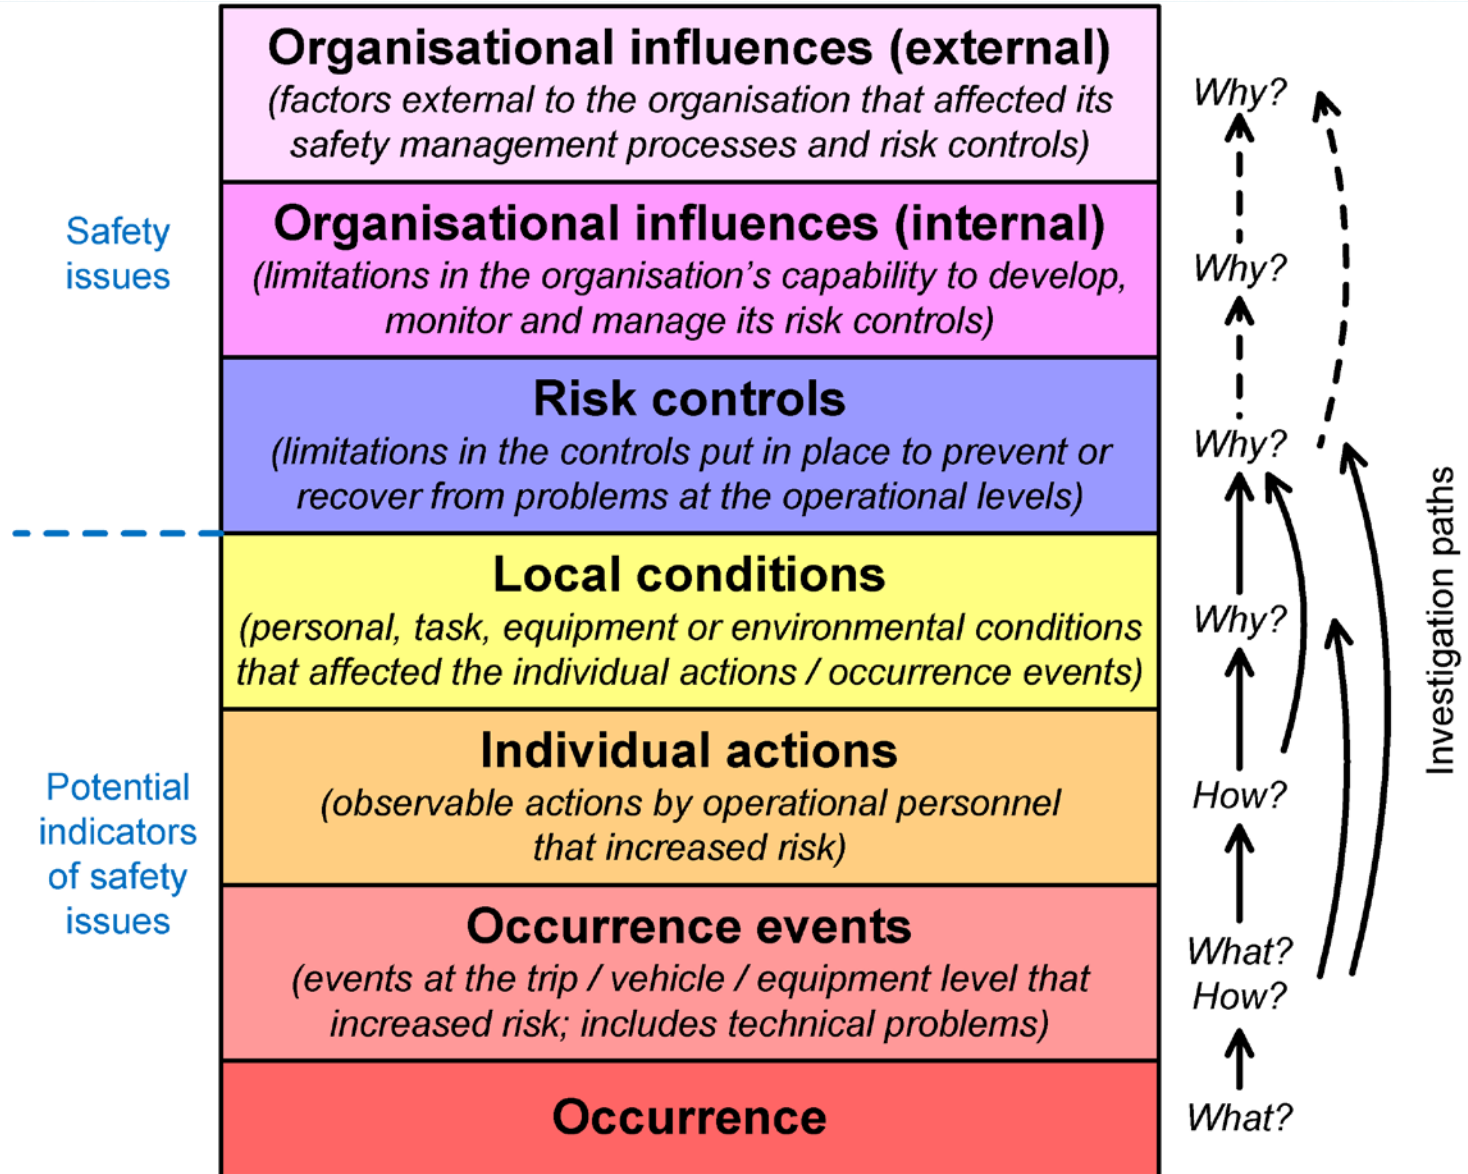 Organisational influences (external)
(factors external to the organisation that affected its
safety management processes and risk controls)
Why?
Safety
issues
Organisational influences (internal)
(limitations in the organisation’s capability to develop,
monitor and manage its risk controls)
Why?
Risk controls
(limitations in the controls put in place to prevent or
recover from problems at the operational levels)
Why?
Local conditions
(personal, task, equipment or environmental conditions
that affected the individual actions / occurrence events)
Why?
Potential
indicators
of safety
issues
Individual actions
(observable actions by operational personnel
that increased risk)
How?
Occurrence events
(events at the trip / vehicle / equipment level that
increased risk; includes technical problems)
What?
How?
Occurrence
What?
Investigation paths